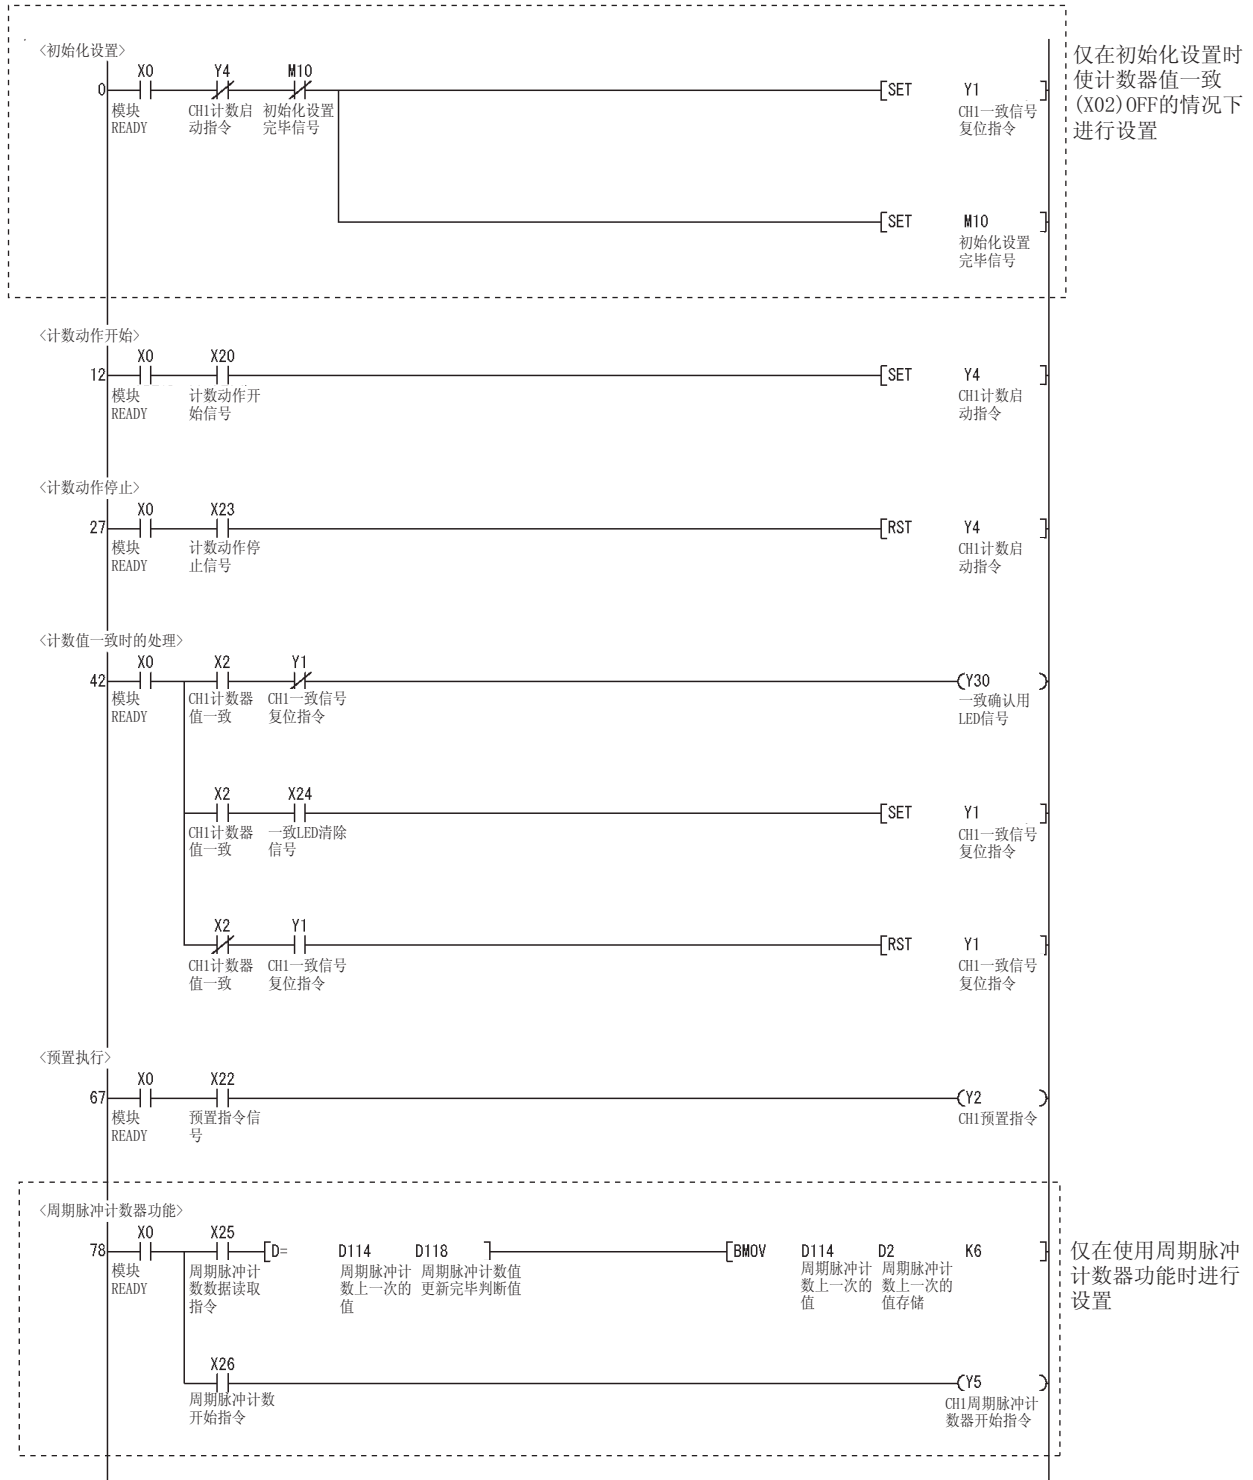 〈初始化设置〉
X0 Y4 M10
0 [SET Y1 ]
模块 CH1计数启 初始化设置 CH1一致信号
READY 动指令 完毕信号 复位指令
仅在初始化设置时
使计数器值一致
(X02)OFF的情况下
进行设置
[SET M10 ]
初始化设置
完毕信号
〈计数动作开始〉
X0 X20
12 [SET Y4 ]
模块 计数动作开 CH1计数启
READY 始信号 动指令
〈计数动作停止〉
X0 X23
27 [RST Y4 ]
模块 计数动作停 CH1计数启
READY 止信号 动指令
〈计数值一致时的处理〉
X0 X2 Y1
42 (Y30 )
模块 CH1计数器 CH1一致信号 一致确认用
READY 值一致 复位指令 LED信号
X2 X24
[SET Y1 ]
CH1计数器 一致LED清除 CH1一致信号
值一致 信号 复位指令
X2 Y1
[RST Y1 ]
CH1计数器 CH1一致信号 CH1一致信号
值一致 复位指令 复位指令
〈预置执行〉
X0 X22
67 (Y2 )
模块 预置指令信 CH1预置指令
READY 号
〈周期脉冲计数器功能〉
X0 X25
78 [D= D114 D118 ] [BMOV D114 D2 K6 ]
模块 周期脉冲计 周期脉冲计 周期脉冲计数值 周期脉冲计 周期脉冲计
READY 数数据读取 数上一次的 更新完毕判断值 数上一次的 数上一次的
指令 值 值 值存储
仅在使用周期脉冲
计数器功能时进行
设置
X26
(Y5 )
周期脉冲计数 CH1周期脉冲计
开始指令 数器开始指令